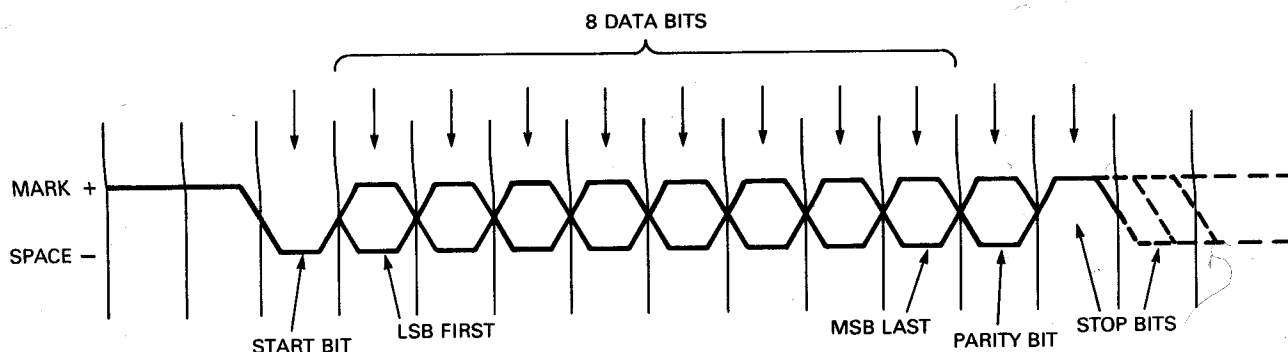 8 DATA BITS
MARK +
SPACE −
START BIT
LSB FIRST
MSB LAST
PARITY BIT
STOP BITS